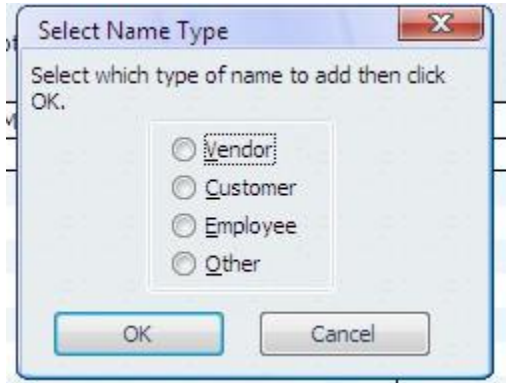 Select Name Type
Select which type of name to add then click
OK.
Vendor
Customer
Employee
Other
OK
Cancel